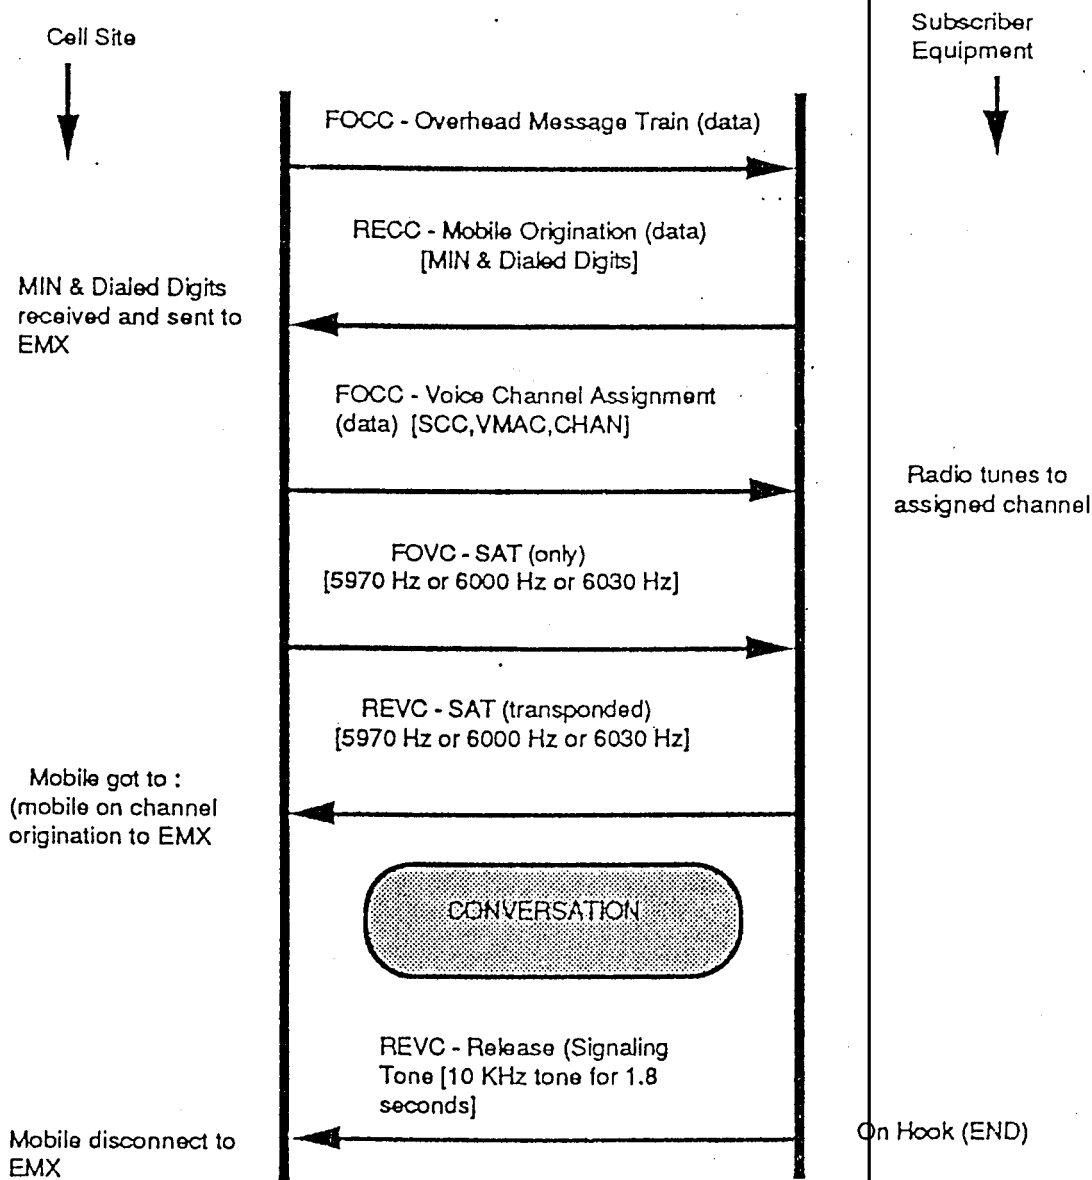 Cell Site
Subscriber
Equipment
FOCC - Overhead Message Train (data)
RECC - Mobile Origination (data)
[MIN & Dialed Digits]
MIN & Dialed Digits
received and sent to
EMX
FOCC - Voice Channel Assignment
(data) [SCC,VMAC,CHAN]
Radio tunes to
assigned channel
FOVC - SAT (only)
[5970 Hz or 6000 Hz or 6030 Hz]
REVC - SAT (transponded)
[5970 Hz or 6000 Hz or 6030 Hz]
Mobile got to :
(mobile on channel
origination to EMX
CONVERSATION
REVC - Release (Signaling
Tone [10 KHz tone for 1.8
seconds]
On Hook (END)
Mobile disconnect to
EMX